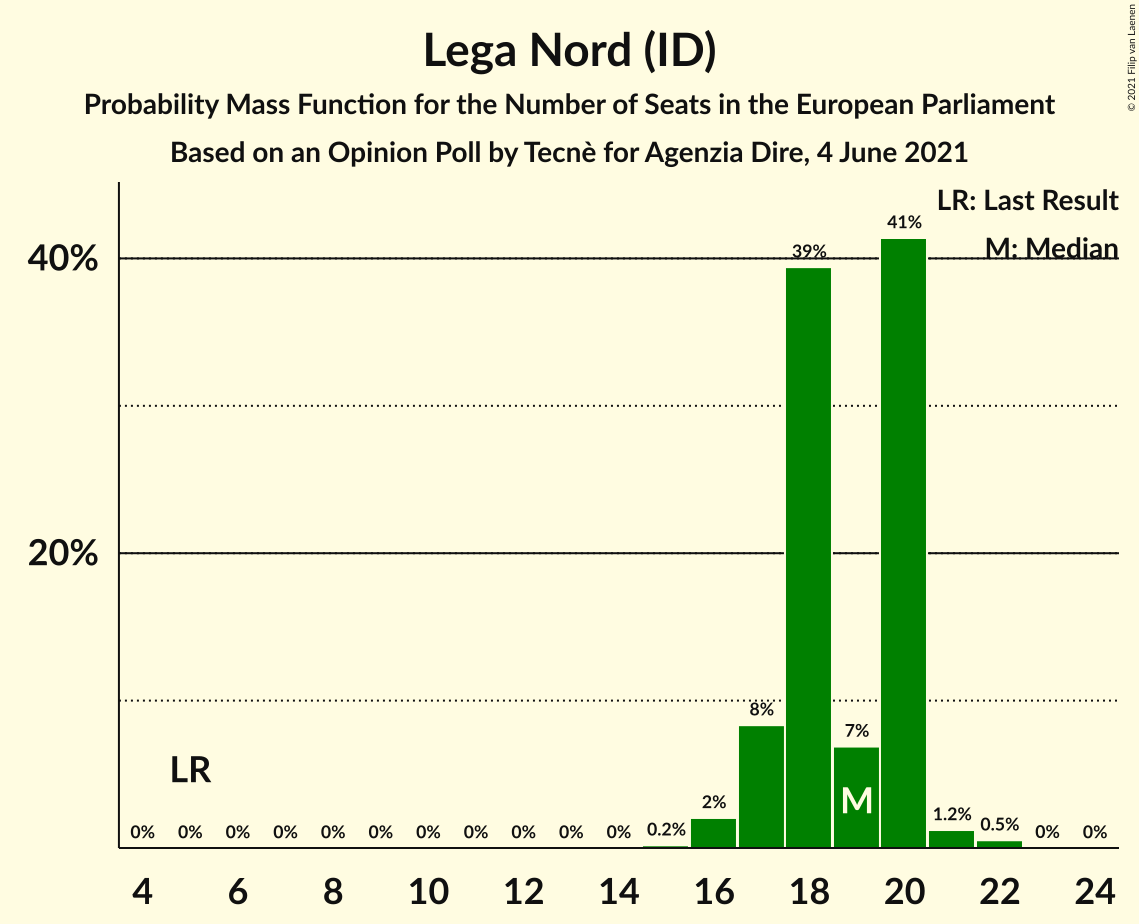 Lega Nord (ID)
Probability Mass Function for the Number of Seats in the European Parliament
Based on an Opinion Poll by Tecnè for Agenzia Dire, 4 June 2021
© 2021 Filip van Laenen
LR: Last Result
M: Median
40%
20%
LR
M
0% 0% 0% 0% 0% 0% 0% 0% 0% 0% 0% 0.2% 2% 8% 39% 7% 41% 1.2% 0.5% 0% 0%
4 6 8 10 12 14 16 18 20 22 24